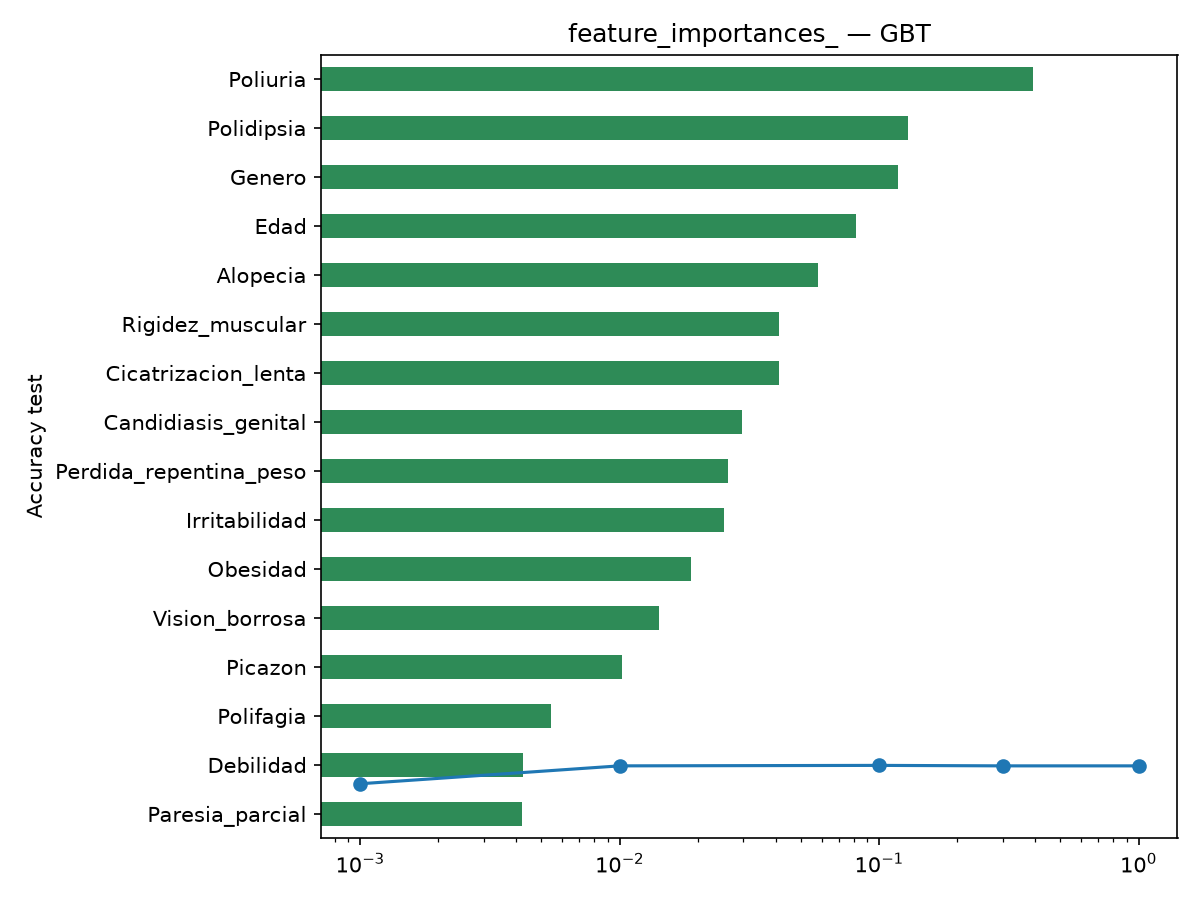 feature_importances_ — GBT
Accuracy test
Poliuria
Polidipsia
Genero
Edad
Alopecia
Rigidez_muscular
Cicatrizacion_lenta
Candidiasis_genital
Perdida_repentina_peso
Irritabilidad
Obesidad
Vision_borrosa
Picazon
Polifagia
Debilidad
Paresia_parcial
10⁻³ 10⁻² 10⁻¹ 10⁰